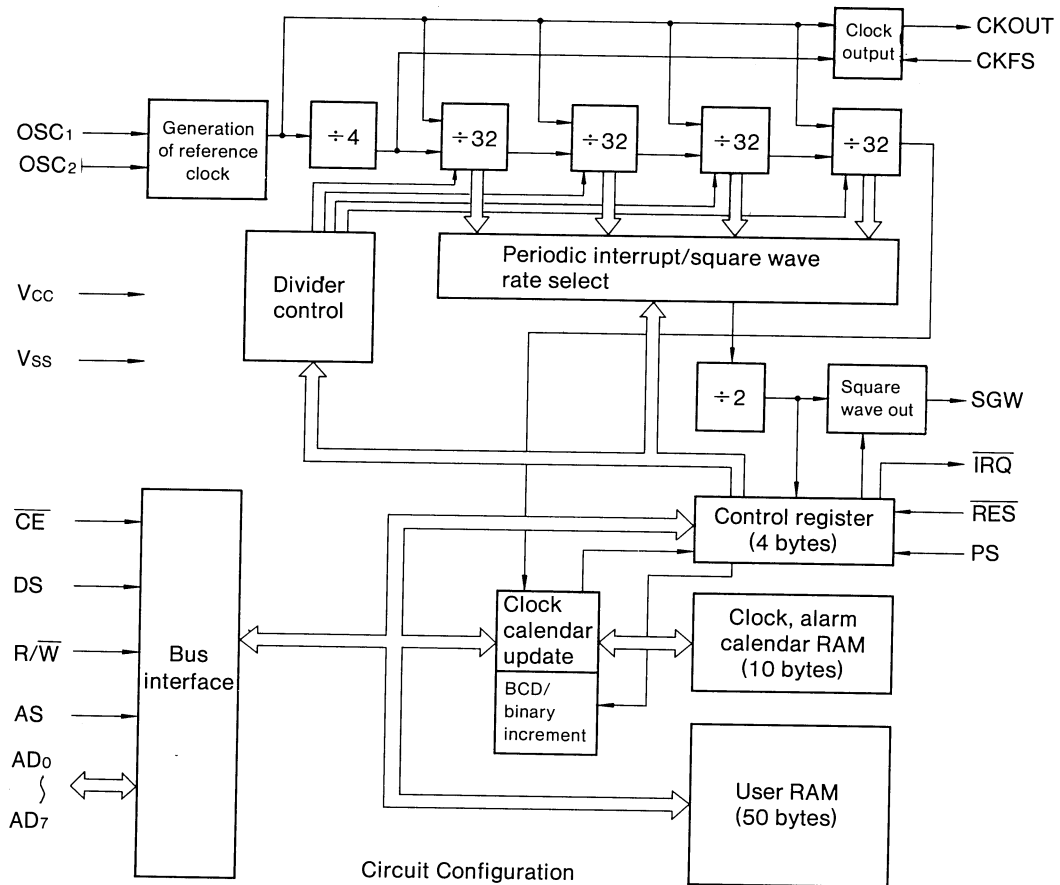 CKOUT
Clock
output
CKFS
OSC1
OSC2
Generation
of reference
clock
÷4
÷32
÷32
÷32
÷32
Periodic interrupt/square wave
rate select
Divider
control
VCC
VSS
÷2
Square
wave out
SGW
IRQ
RES
PS
Control register
(4 bytes)
CE
DS
R/W
AS
AD0
AD7
Bus
interface
Clock
calendar
update
BCD/
binary
increment
Clock, alarm
calendar RAM
(10 bytes)
User RAM
(50 bytes)
Circuit Configuration